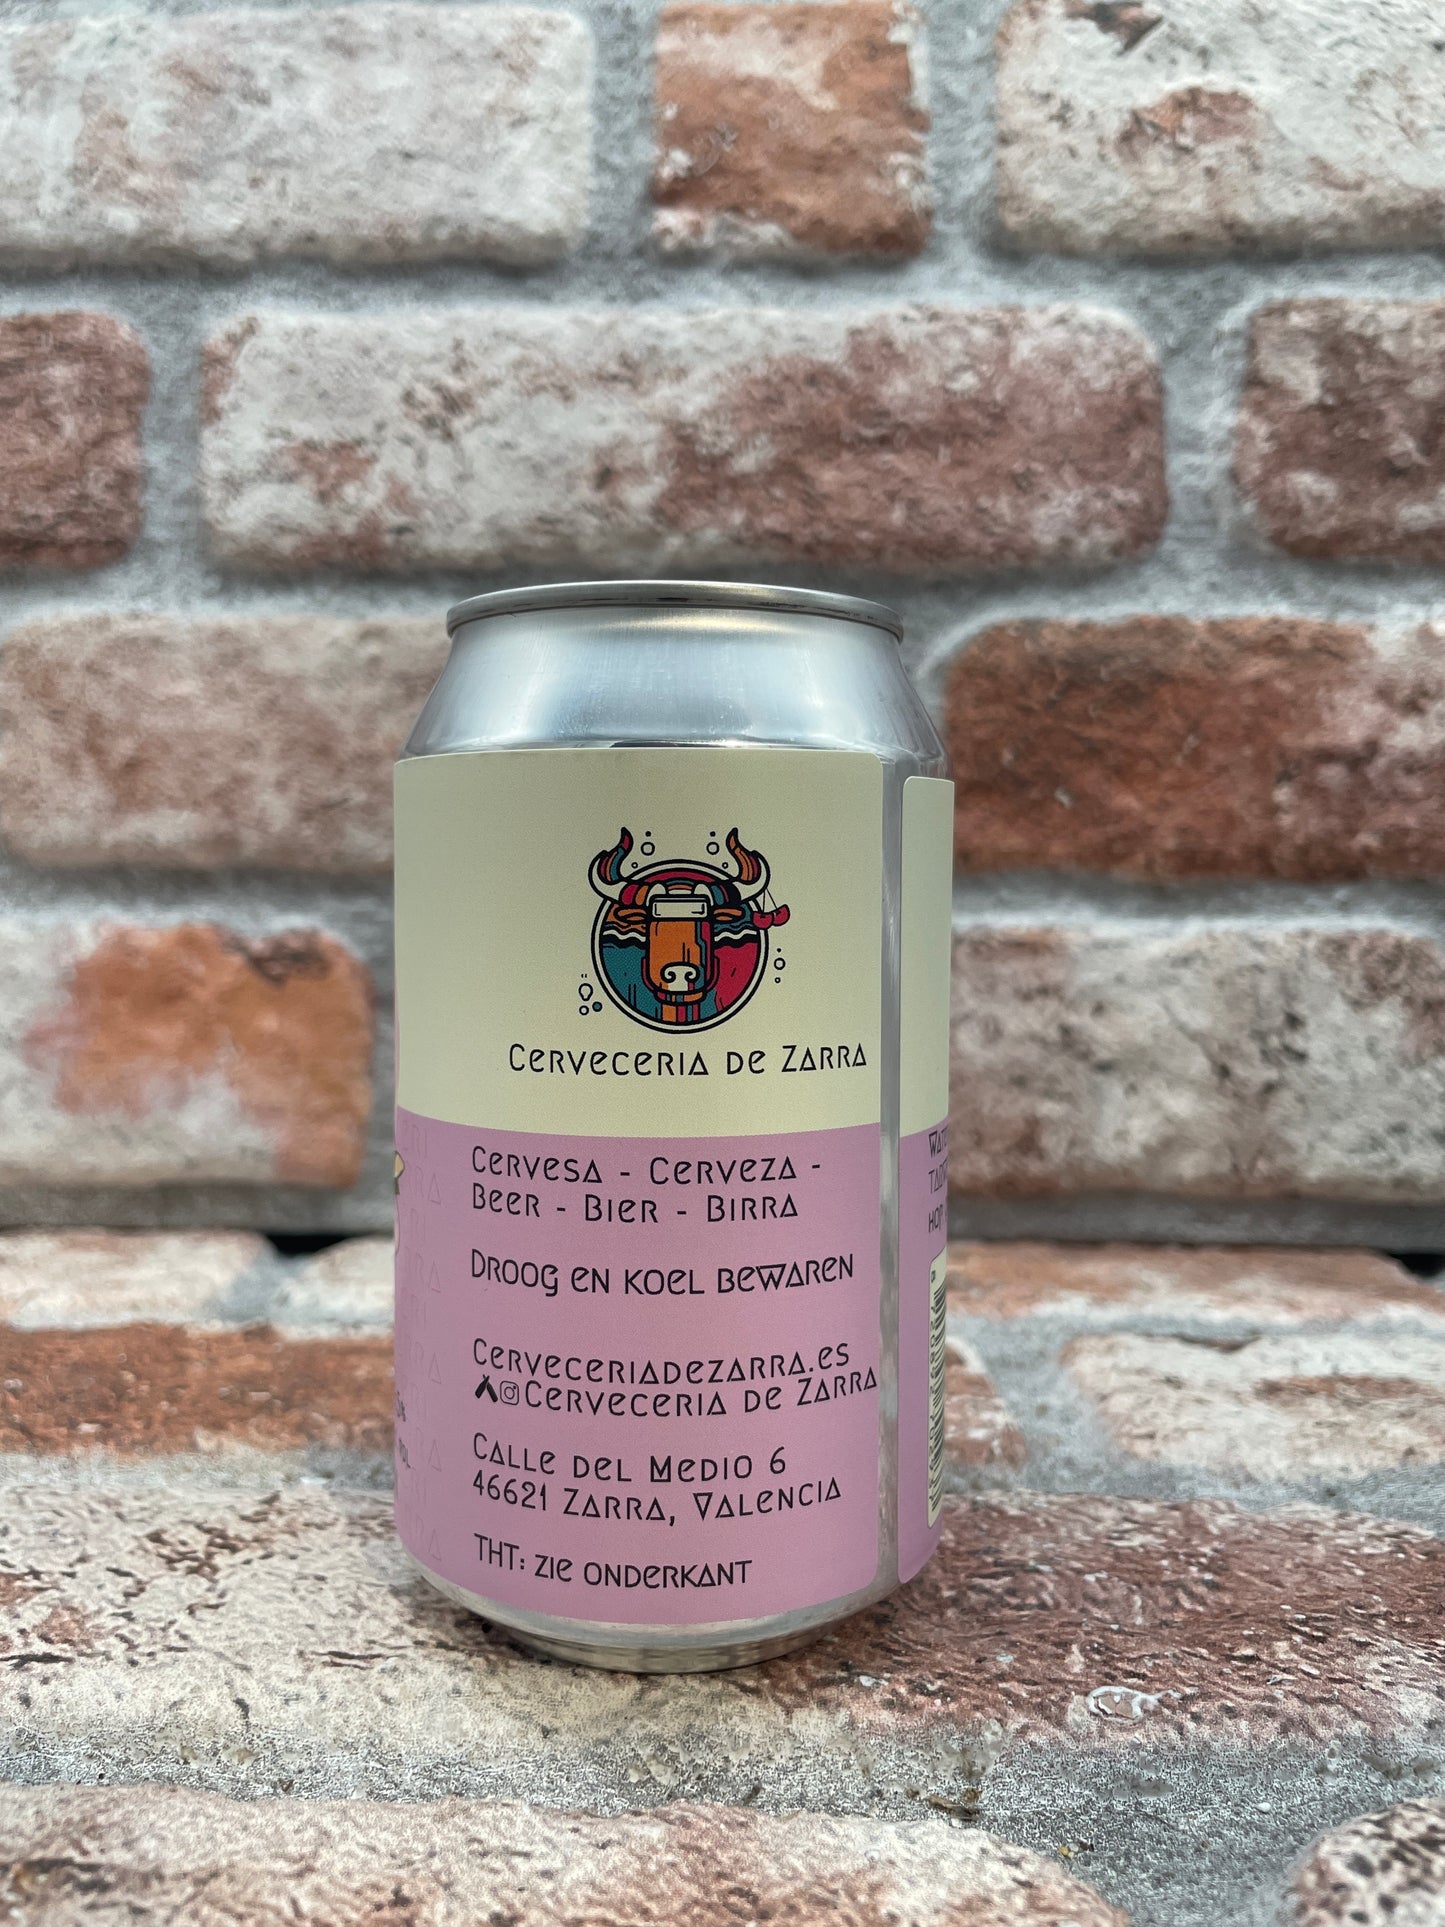 Cerveceria de Zarra
Cervesa - Cerveza -
Beer - Bier - Birra
Droog en koel bewaren
Cerveceriadezarra.es
Cerveceria de Zarra
Calle del Medio 6
46621 Zarra, Valencia
THT: zie onderkant
hop